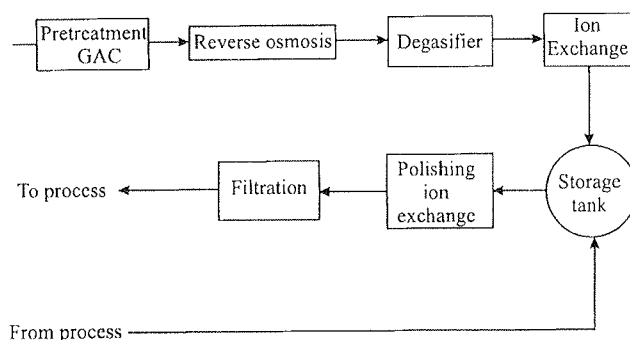 Pretreatment
GAC
Reverse osmosis
Degasifier
Ion
Exchange
To process
Filtration
Polishing
ion
exchange
Storage
tank
From process